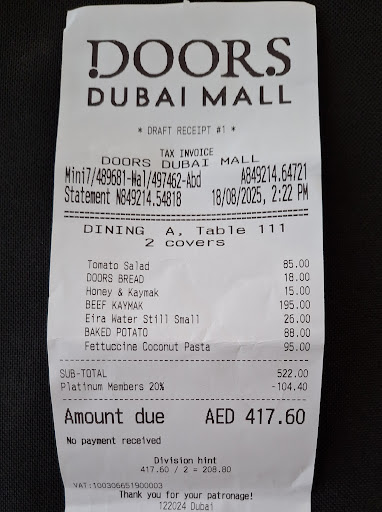 DOORS
DUBAI MALL
* DRAFT RECEIPT #1 *
TAX INVOICE
DOORS DUBAI MALL
Mini7/489681-Wal/497462-Abd A849214.64721
Statement N849214.54818 18/08/2025, 2:22 PM
DINING A, Table 111
2 covers
Tomato Salad 85.00
DOORS BREAD 18.00
Honey & Kaymak 15.00
BEEF KAYMAK 195.00
Eira Water Still Small 26.00
BAKED POTATO 88.00
Fettuccine Coconut Pasta 95.00
SUB-TOTAL 522.00
Platinum Members 20% -104.40
Amount due AED 417.60
No payment received
Division hint
417.60 / 2 = 208.80
VAT:100306651900003
Thank you for your patronage!
122024 Dubai